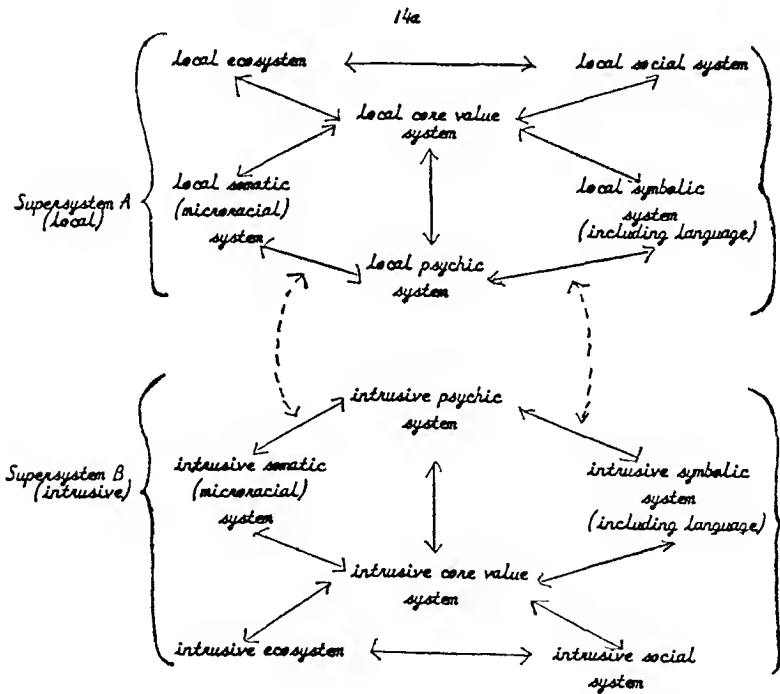 14a
local ecosystem
local social system
local core value
system
Supersystem A
(local)
local somatic
(microracial)
system
local symbolic
system
(including language)
local psychic
system
intrusive psychic
system
Supersystem B
(intrusive)
intrusive somatic
(microracial)
system
intrusive symbolic
system
(including language)
intrusive core value
system
intrusive ecosystem
intrusive social
system